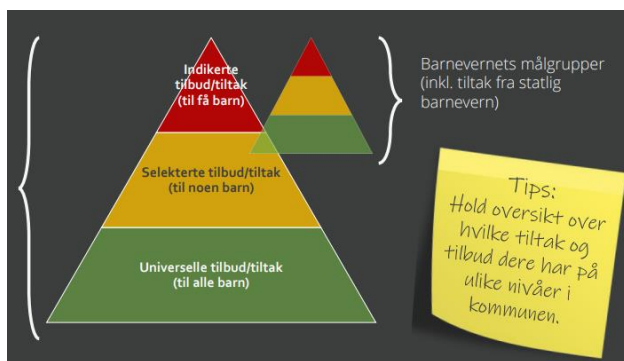 Indikerte
tilbud/tiltak
(til få barn)
Selekterte tilbud/tiltak
(til noen barn)
Universelle tilbud/tiltak
(til alle barn)
Barnevernets målgrupper
(inkl. tiltak fra statlig
barnevern)
Tips:
Hold oversikt over
hvilke tiltak og
tilbud dere har på
ulike nivåer i
kommunen.